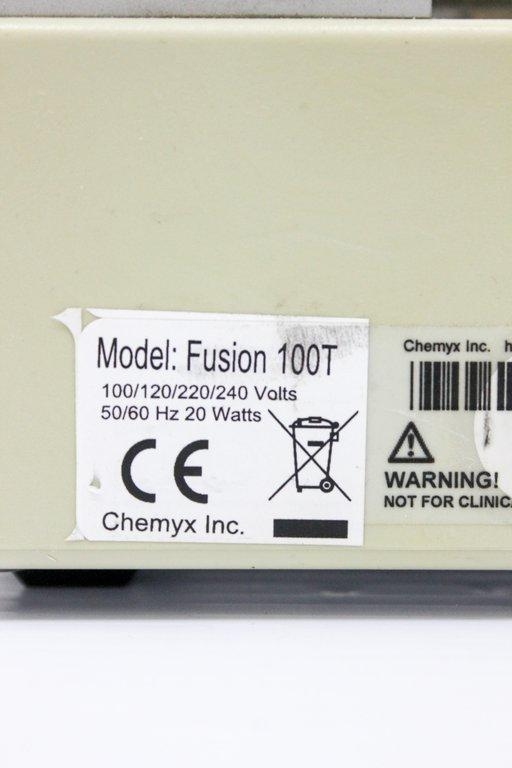 Model: Fusion 100T
100/120/220/240 Volts
50/60 Hz 20 Watts
CE
Chemyx Inc.
Chemyx Inc.
WARNING!
NOT FOR